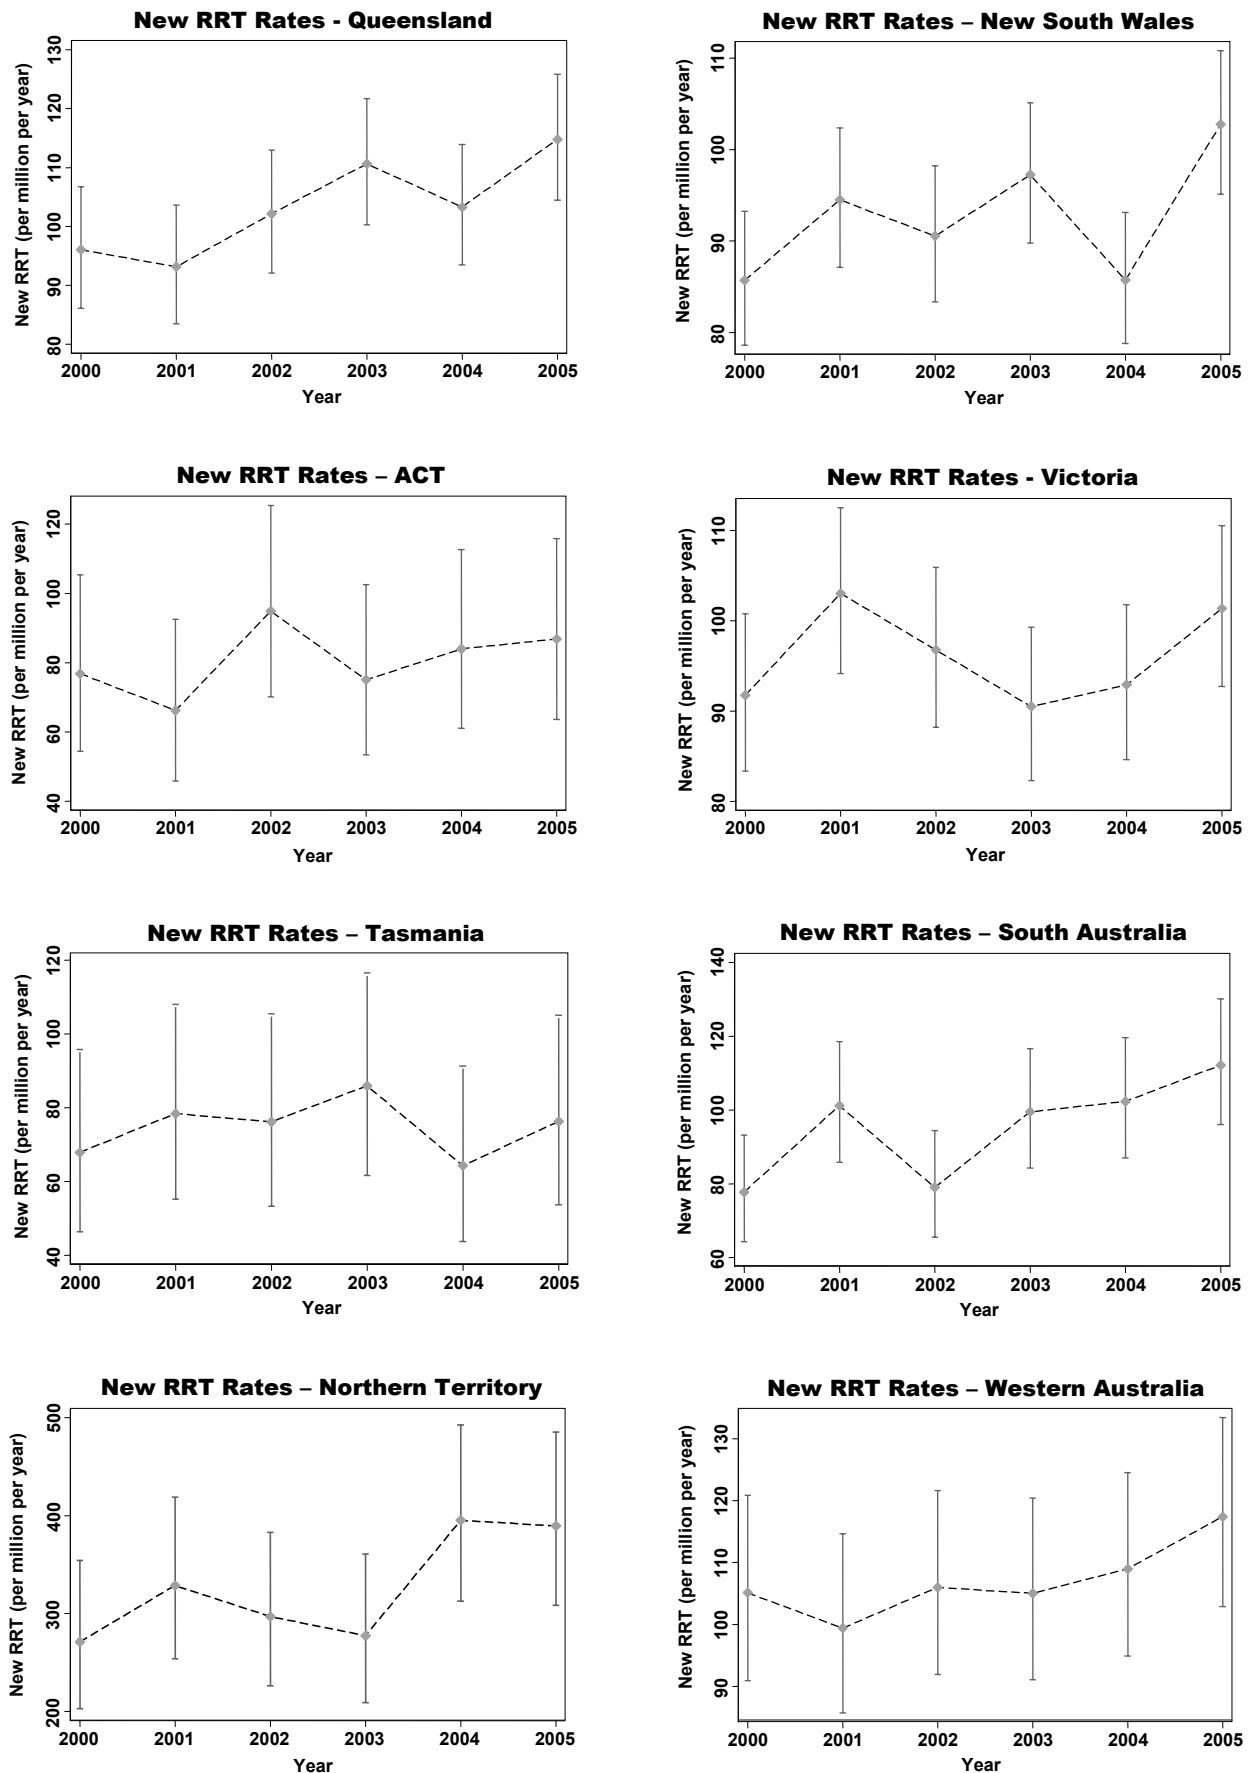 New RRT Rates - Queensland
New RRT (per million per year)
130
120
110
100
90
80
2000 2001 2002 2003 2004 2005
Year
New RRT Rates – New South Wales
New RRT (per million per year)
110
100
90
80
2000 2001 2002 2003 2004 2005
Year
New RRT Rates – ACT
New RRT (per million per year)
120
100
80
60
40
2000 2001 2002 2003 2004 2005
Year
New RRT Rates - Victoria
New RRT (per million per year)
110
100
90
80
2000 2001 2002 2003 2004 2005
Year
New RRT Rates – Tasmania
New RRT (per million per year)
120
100
80
60
40
2000 2001 2002 2003 2004 2005
Year
New RRT Rates – South Australia
New RRT (per million per year)
140
120
100
80
60
2000 2001 2002 2003 2004 2005
Year
New RRT Rates – Northern Territory
New RRT (per million per year)
500
400
300
200
2000 2001 2002 2003 2004 2005
Year
New RRT Rates – Western Australia
New RRT (per million per year)
130
120
110
100
90
2000 2001 2002 2003 2004 2005
Year